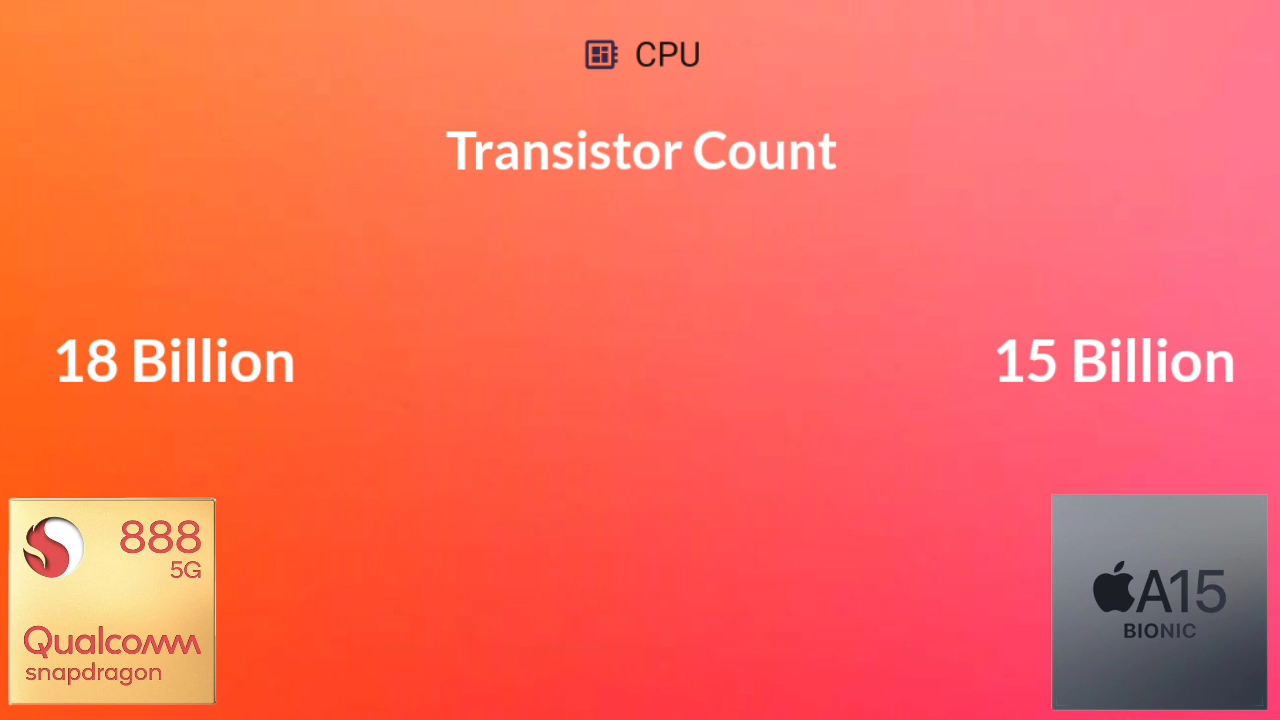 CPU
Transistor Count
18 Billion
15 Billion
888
5G
Qualcomm
snapdragon
A15
BIONIC